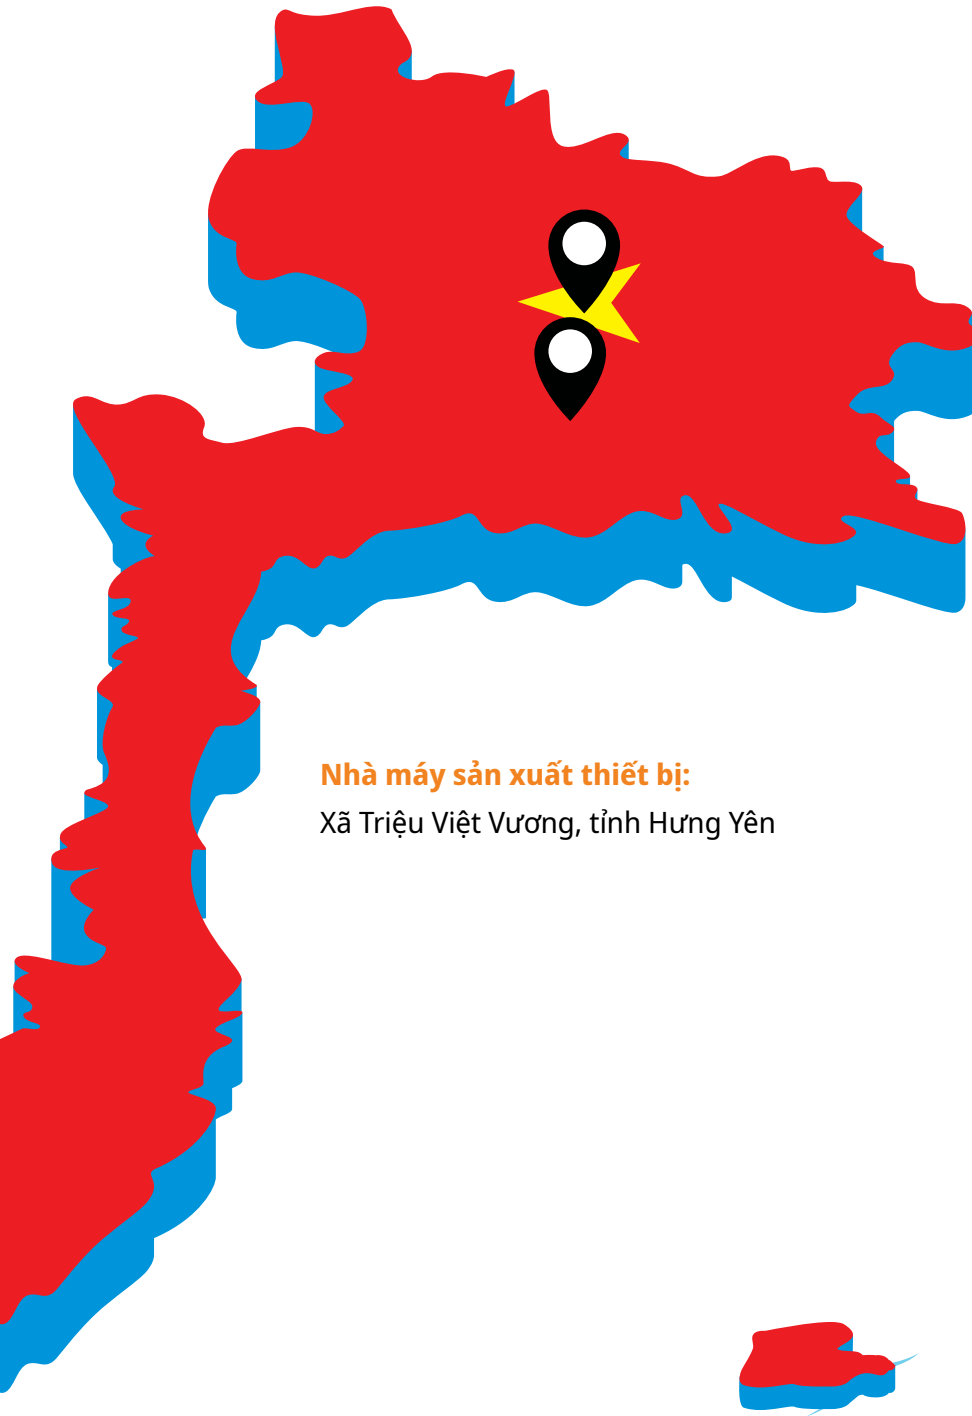 Nhà máy sản xuất thiết bị:
Xã Triệu Việt Vương, tỉnh Hưng Yên